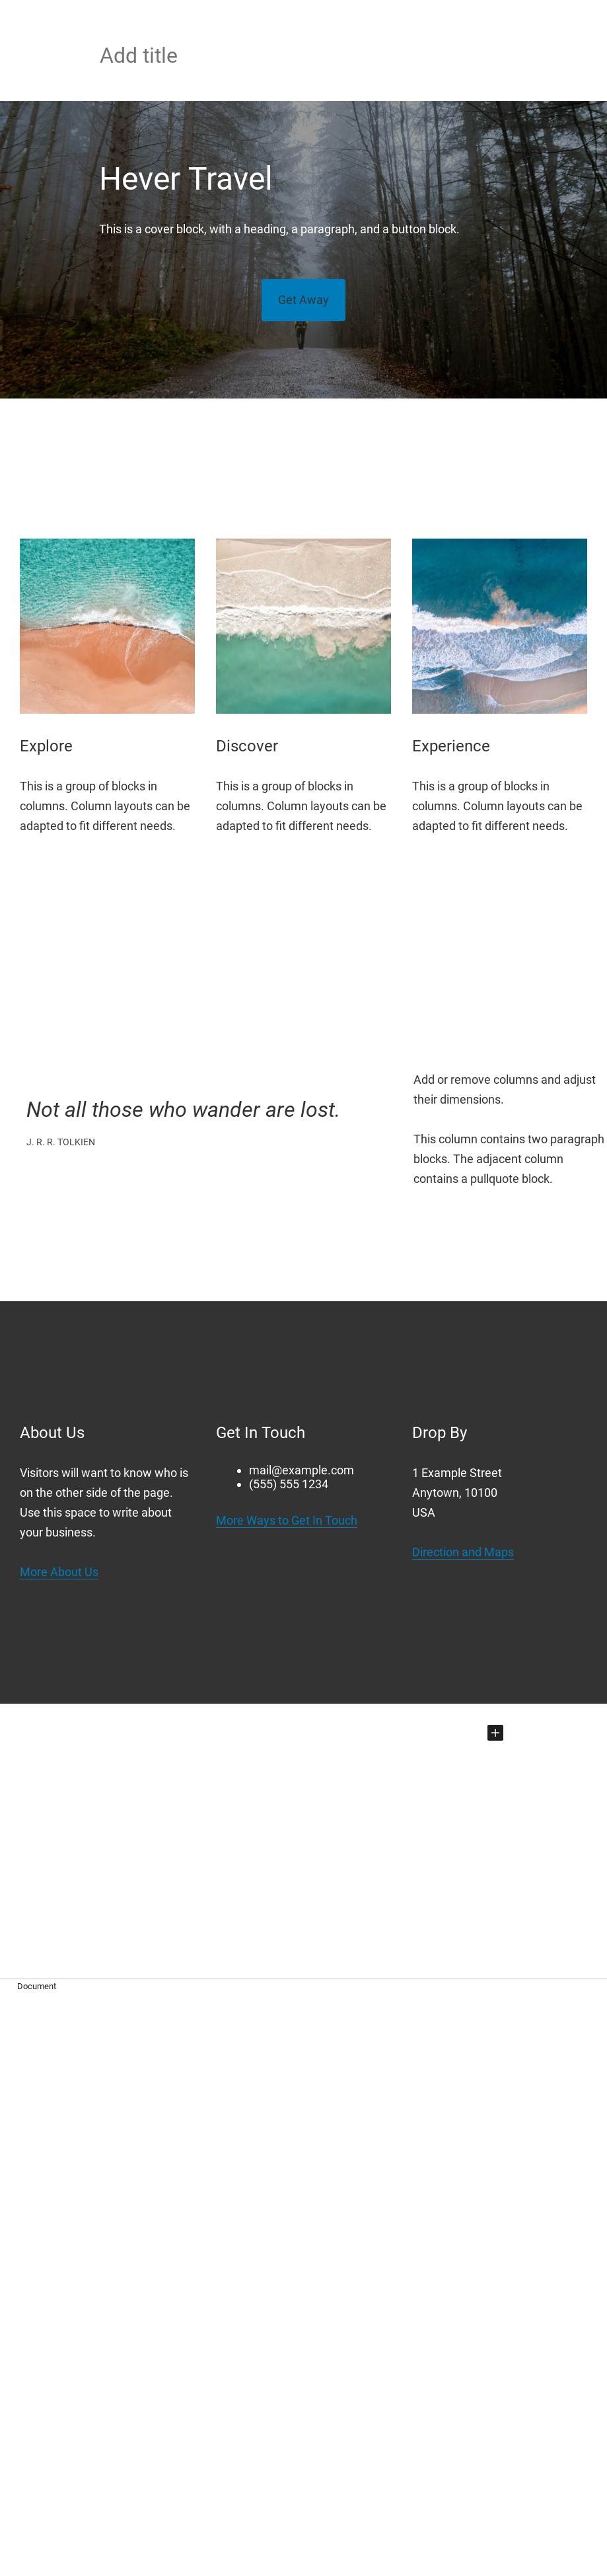 Add title
Hever Travel
This is a cover block, with a heading, a paragraph, and a button block.
Get Away
Explore
This is a group of blocks in
columns. Column layouts can be
adapted to fit different needs.
Discover
This is a group of blocks in
columns. Column layouts can be
adapted to fit different needs.
Experience
This is a group of blocks in
columns. Column layouts can be
adapted to fit different needs.
Not all those who wander are lost.
J. R. R. TOLKIEN
Add or remove columns and adjust
their dimensions.
This column contains two paragraph
blocks. The adjacent column
contains a pullquote block.
About Us
Visitors will want to know who is
on the other side of the page.
Use this space to write about
your business.
More About Us
Get In Touch
mail@example.com
(555) 555 1234
More Ways to Get In Touch
Drop By
1 Example Street
Anytown, 10100
USA
Direction and Maps
Document